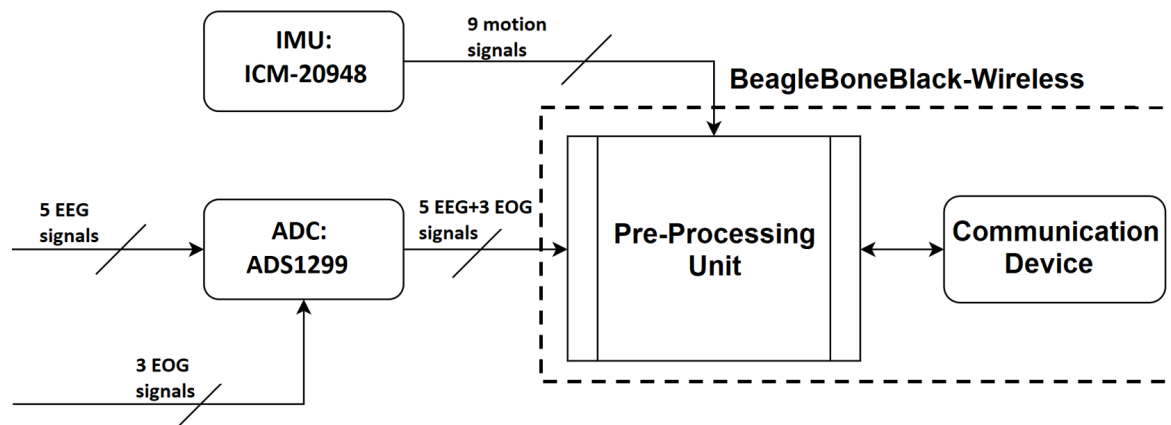 IMU:
ICM-20948
9 motion
signals
BeagleBoneBlack-Wireless
5 EEG
signals
ADC:
ADS1299
5 EEG+3 EOG
signals
Pre-Processing
Unit
Communication
Device
3 EOG
signals